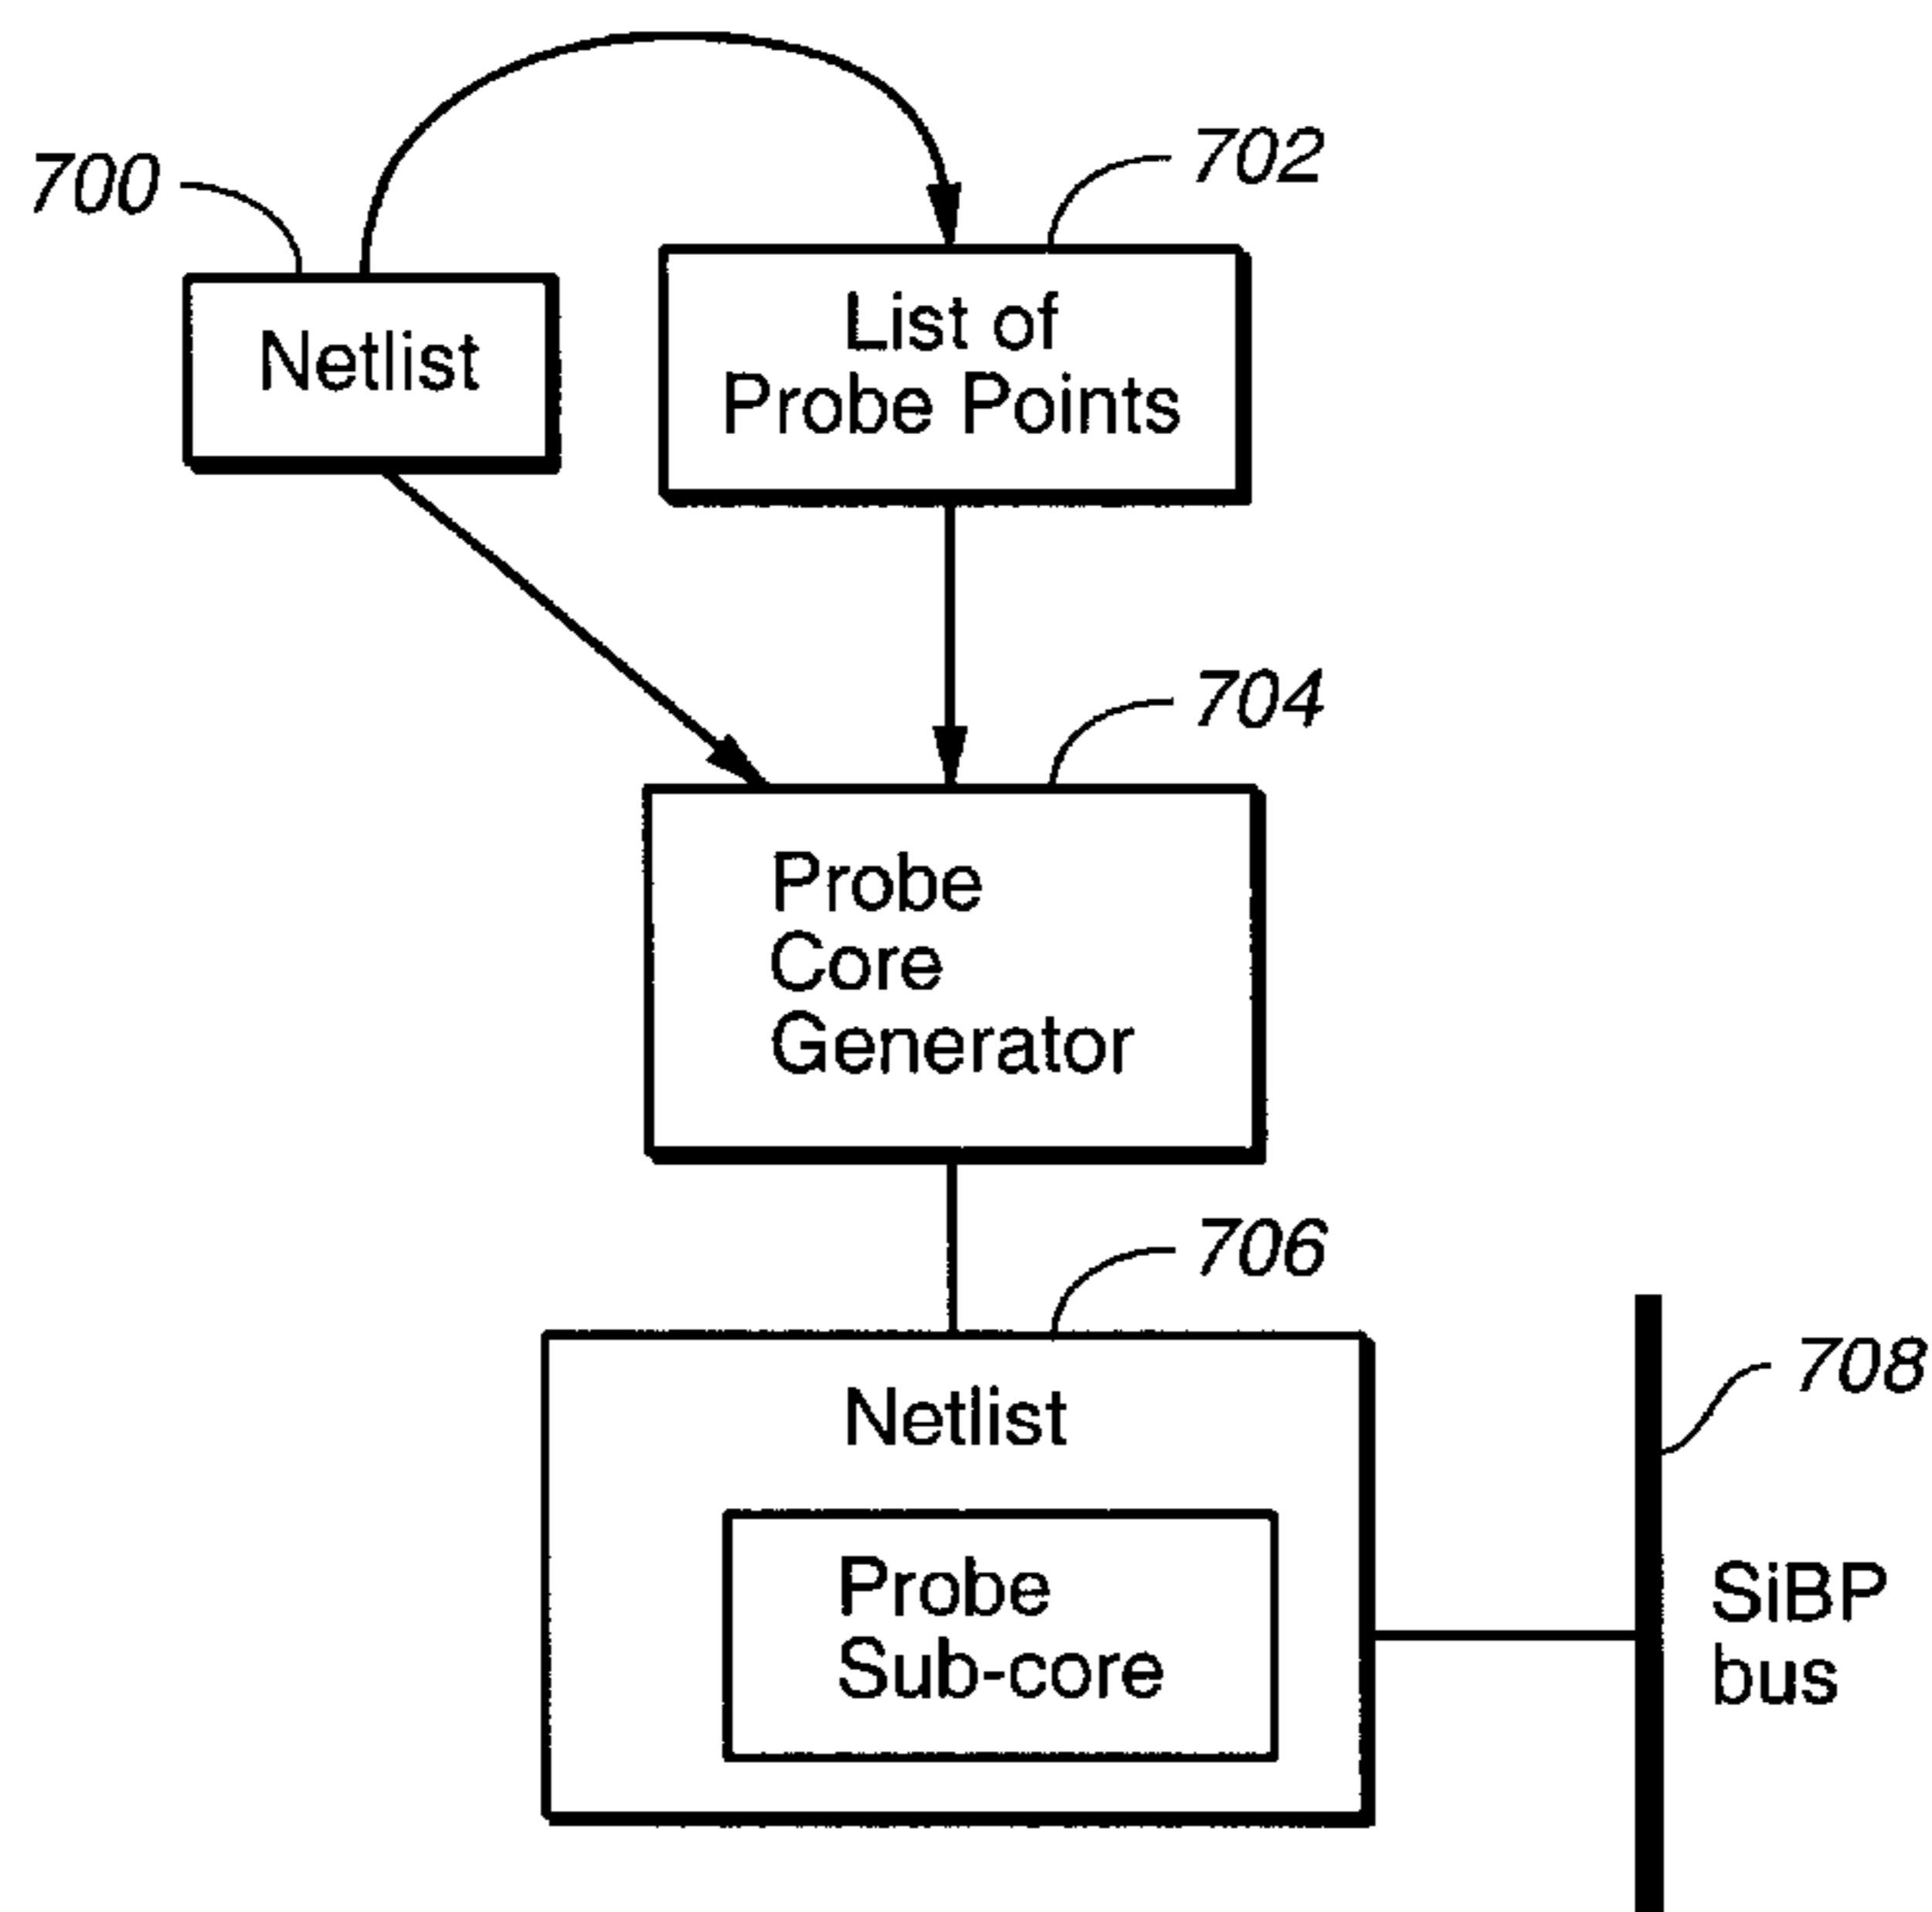 702
700
List of
Netlist
Probe Points
704
Probe
Core
Generator
706
708
Netlist
Probe
Sub-core
SiBP
bus